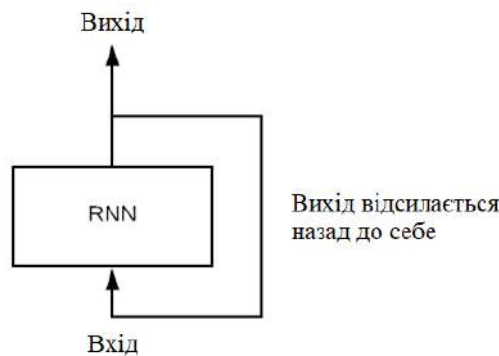 Вихід
RNN
Вихід відсилається
назад до себе
Вхід